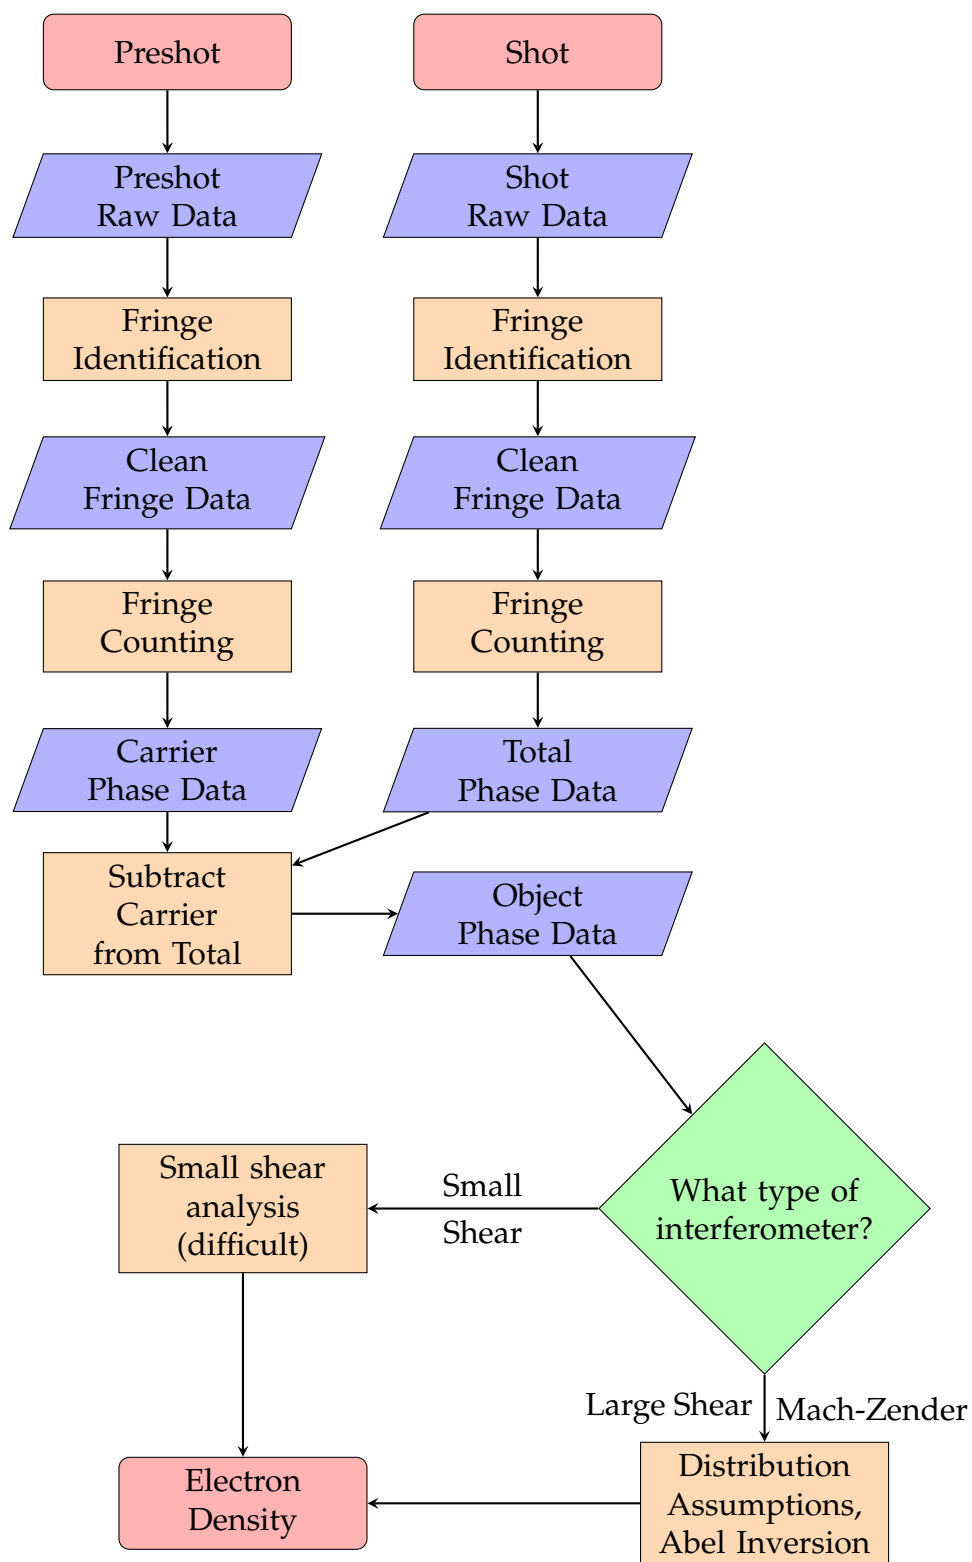 Preshot
Shot
Preshot
Raw Data
Shot
Raw Data
Fringe
Identification
Fringe
Identification
Clean
Fringe Data
Clean
Fringe Data
Fringe
Counting
Fringe
Counting
Carrier
Phase Data
Total
Phase Data
Subtract
Carrier
from Total
Object
Phase Data
What type of
interferometer?
Small
Shear
Small shear
analysis
(difficult)
Large Shear
Mach-Zender
Distribution
Assumptions,
Abel Inversion
Electron
Density